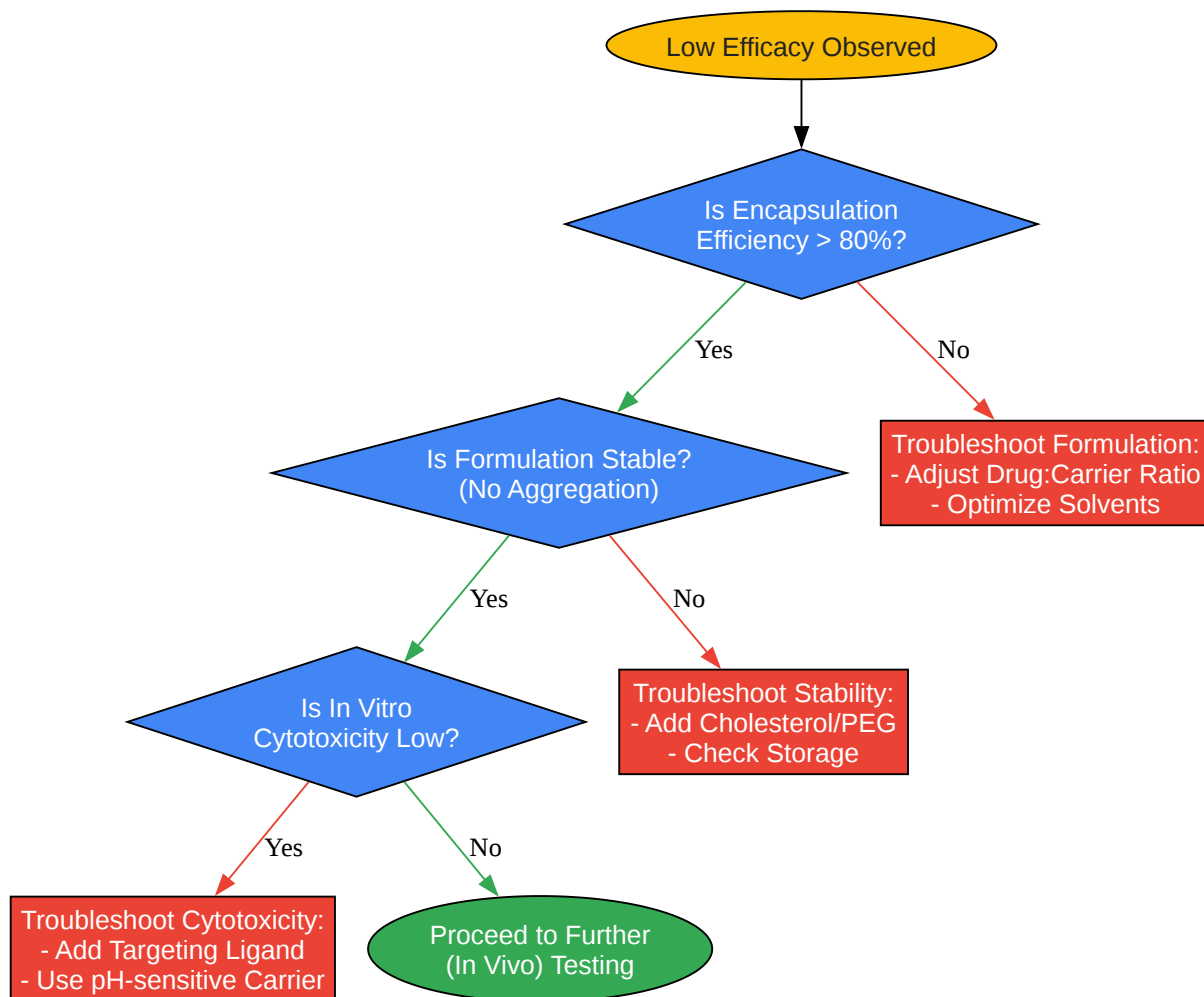 Low Efficacy Observed
Is Encapsulation
Efficiency > 80%?
Yes
No
Is Formulation Stable?
(No Aggregation)
Troubleshoot Formulation:
- Adjust Drug:Carrier Ratio
- Optimize Solvents
Yes
No
Is In Vitro
Cytotoxicity Low?
Troubleshoot Stability:
- Add Cholesterol/PEG
- Check Storage
Yes
No
Troubleshoot Cytotoxicity:
- Add Targeting Ligand
- Use pH-sensitive Carrier
Proceed to Further
(In Vivo) Testing